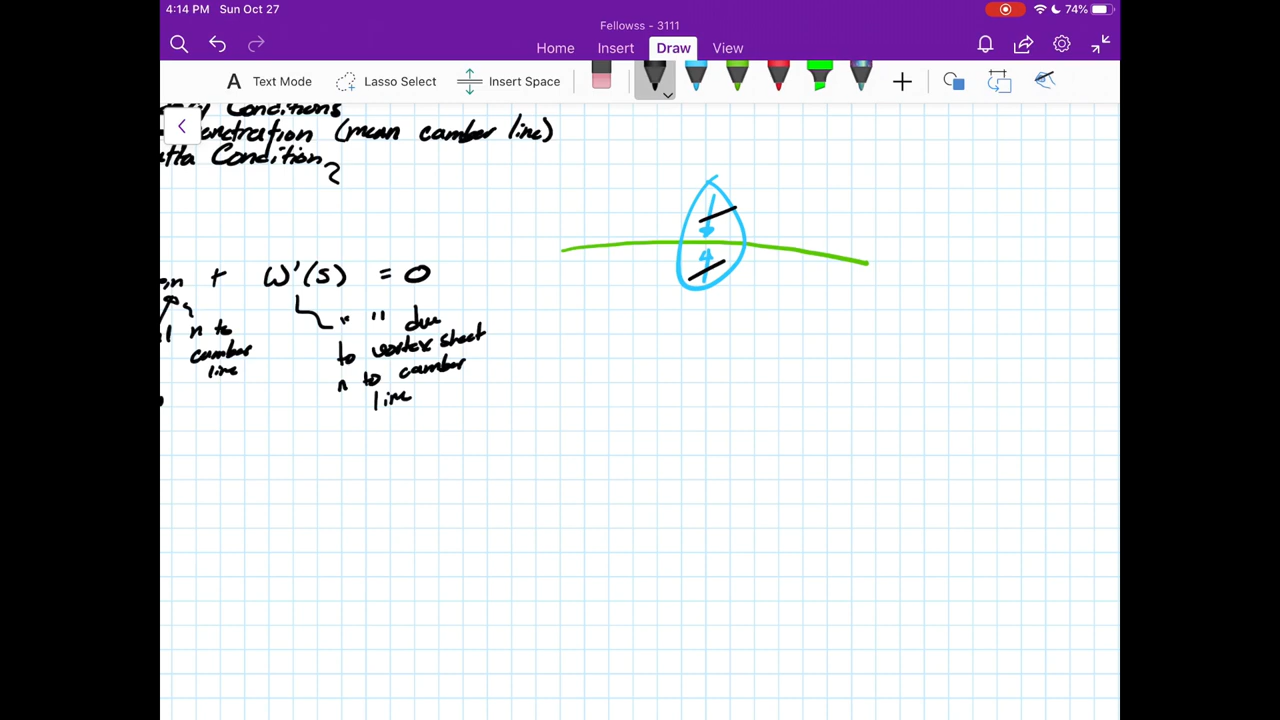 4:14 PM Sun Oct 27
74%
Fellowss - 3111
Home Insert Draw View
Text Mode Lasso Select Insert Space
Conditions
(mean camber line)
Condition
,n + w'(s) = 0
n to
camber
line
" " due
to vortex sheet
n to camber
line